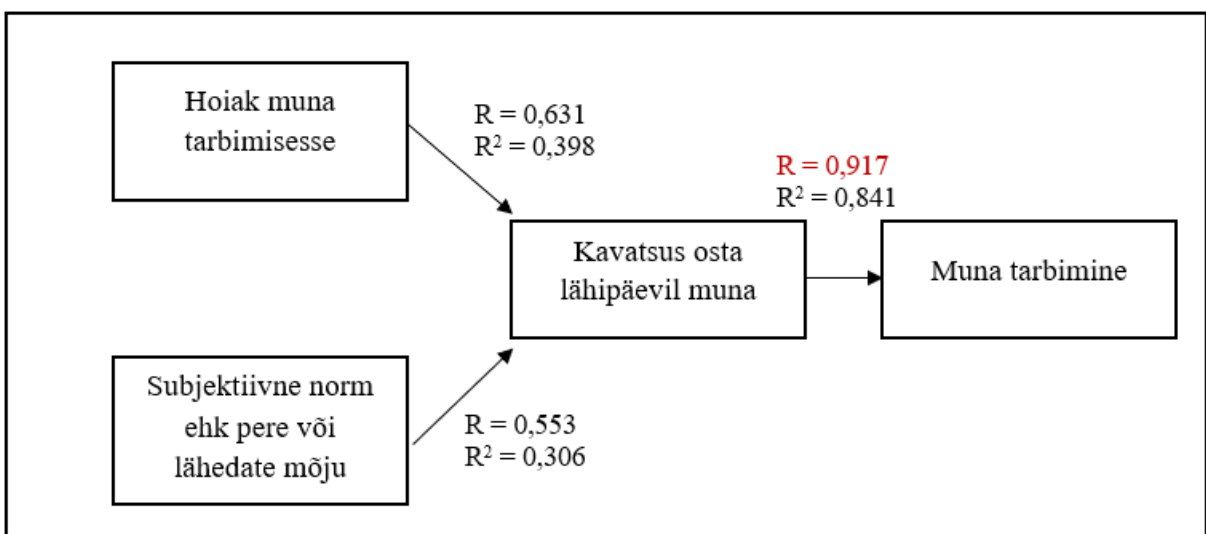 Hoiak muna
tarbimisesse
R = 0,631
R² = 0,398
R = 0,917
R² = 0,841
Kavatsus osta
lähipäevil muna
Muna tarbimine
Subjektiivne norm
ehk pere või
lähedate mõju
R = 0,553
R² = 0,306